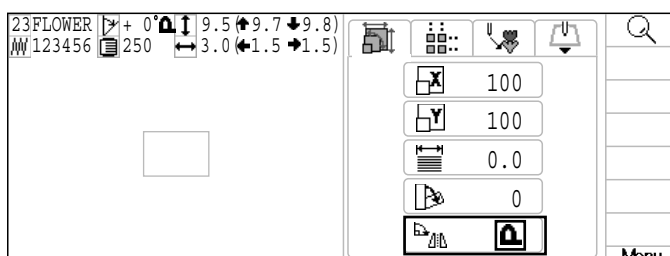 23FLOWER + 0° 9.5(↑9.7 ↓9.8)
123456 250 ↔ 3.0(←1.5 →1.5)
X 100
Y 100
0.0
0
Menu